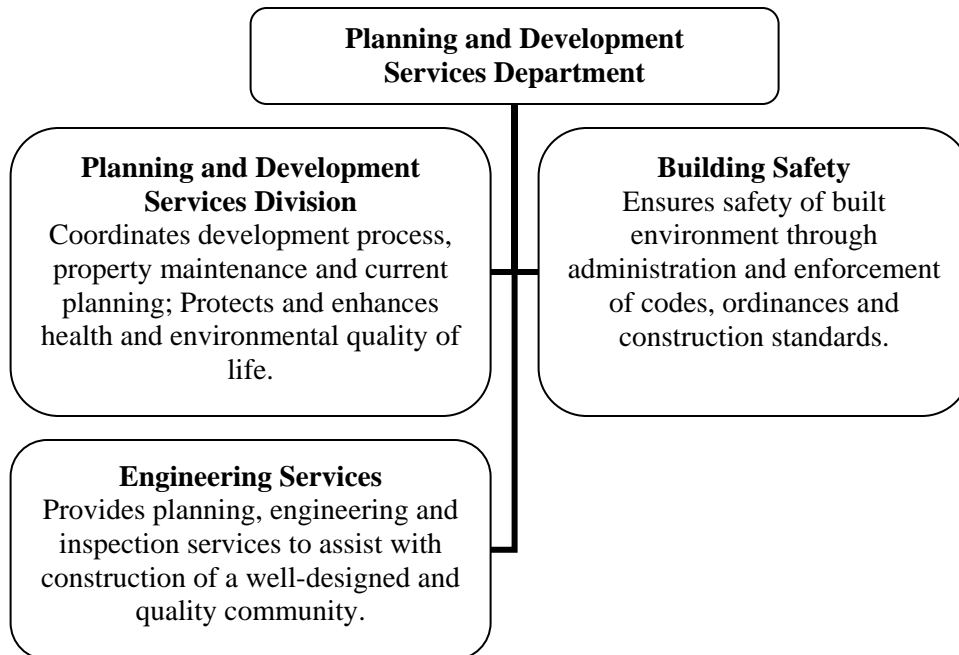 Planning and Development
Services Department
Planning and Development
Services Division
Coordinates development process,
property maintenance and current
planning; Protects and enhances
health and environmental quality of
life.
Building Safety
Ensures safety of built
environment through
administration and enforcement
of codes, ordinances and
construction standards.
Engineering Services
Provides planning, engineering and
inspection services to assist with
construction of a well-designed and
quality community.